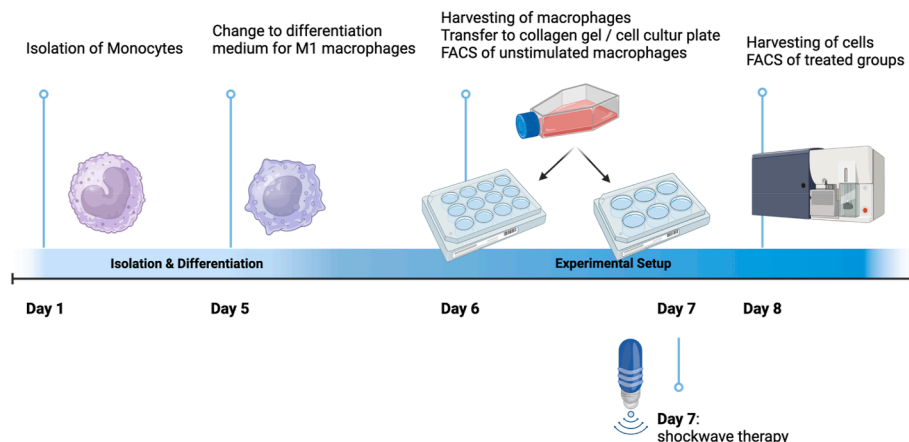 Isolation of Monocytes
Change to differentiation
medium for M1 macrophages
Harvesting of macrophages
Transfer to collagen gel / cell cultur plate
FACS of unstimulated macrophages
Harvesting of cells
FACS of treated groups
Isolation & Differentiation
Experimental Setup
Day 1
Day 5
Day 6
Day 7
Day 8
Day 7:
shockwave therapy